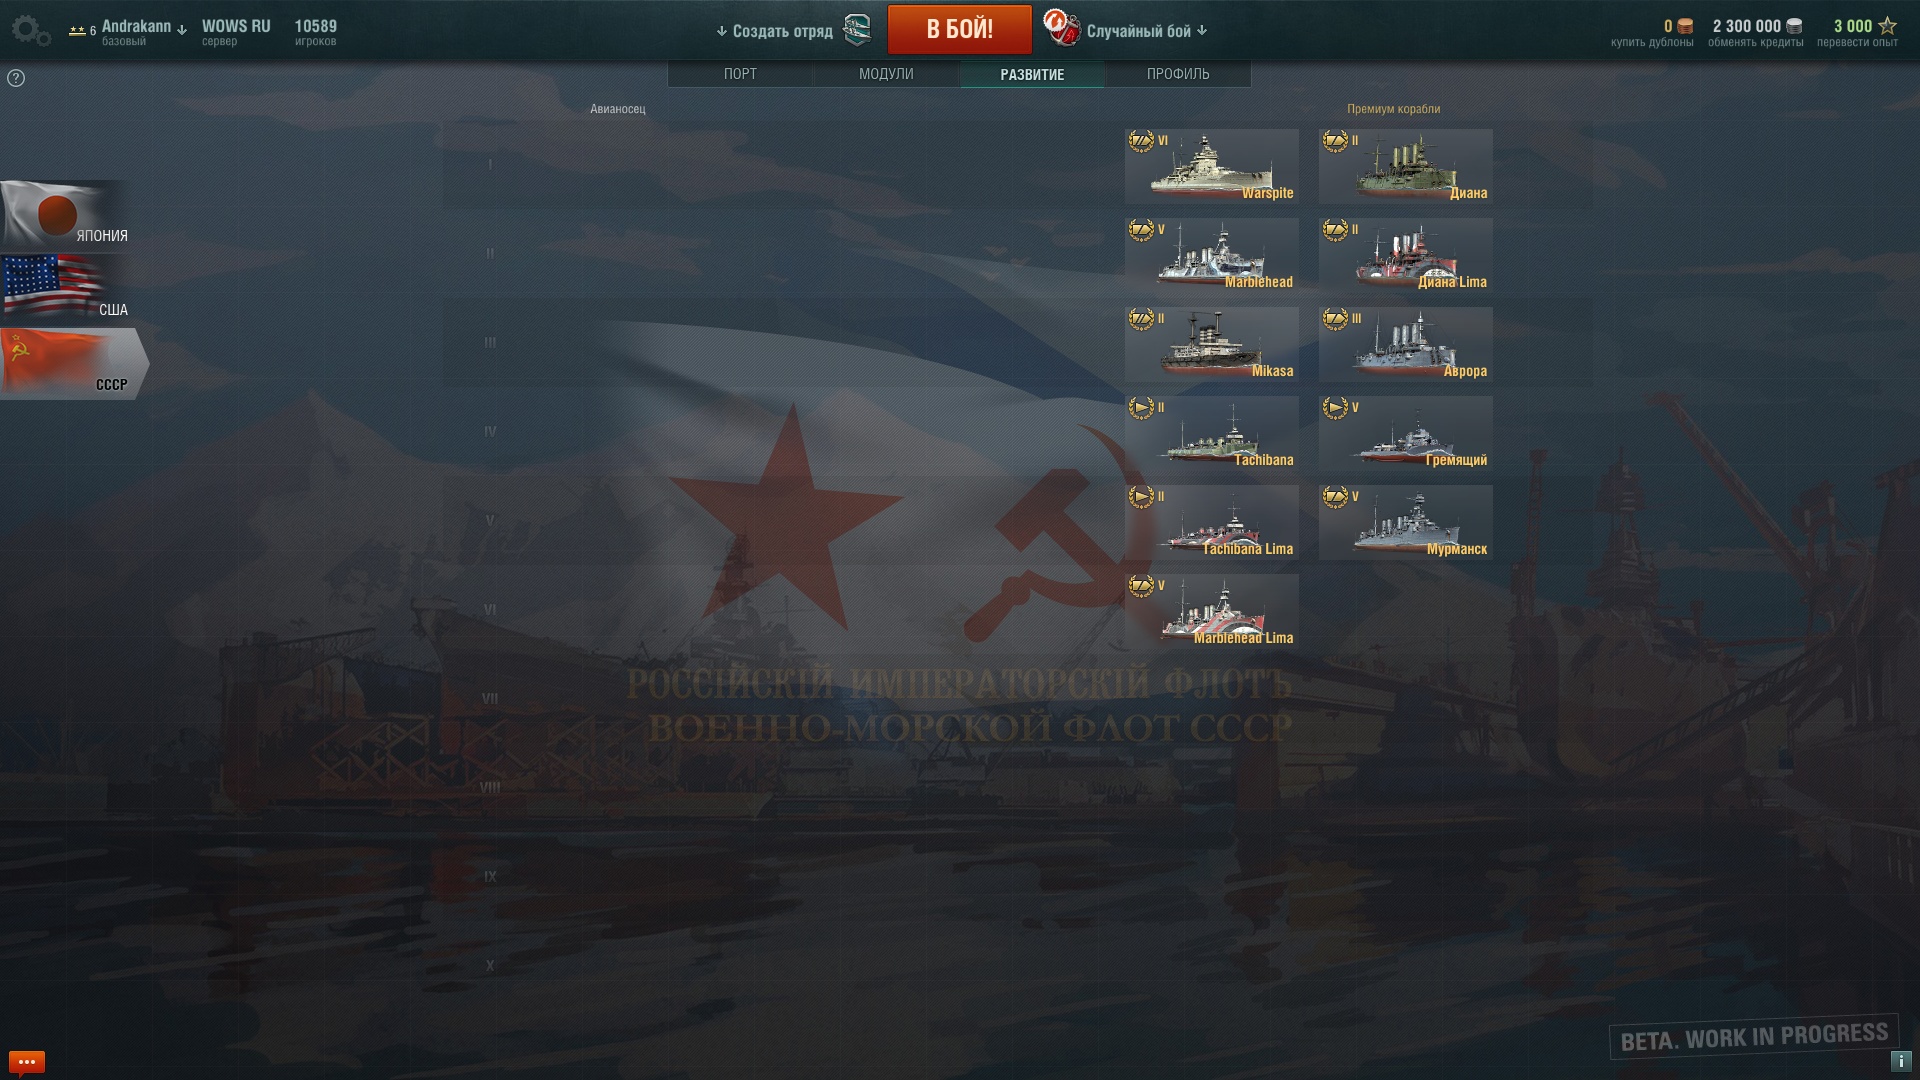 6 Andrakann
базовый
WOWS RU
сервер
10589
игроков
Создать отряд
В БОЙ!
Случайный бой
0
купить дублоны
2 300 000
обменять кредиты
3 000
перевести опыт
?
ПОРТ
МОДУЛИ
РАЗВИТИЕ
ПРОФИЛЬ
Авианосец
Премиум корабли
ЯПОНИЯ
США
СССР
I
II
III
IV
V
VI
VII
VIII
IX
X
VI
Warspite
II
Диана
V
Marblehead
II
Диана Lima
II
Mikasa
III
Аврора
II
Tachibana
V
Гремящий
II
Tachibana Lima
V
Мурманск
V
Marblehead Lima
РОССІЙСКІЙ ИМПЕРАТОРСКІЙ ФЛОТЪ
ВОЕННО-МОРСКОЙ ФЛОТ СССР
BETA. WORK IN PROGRESS
i